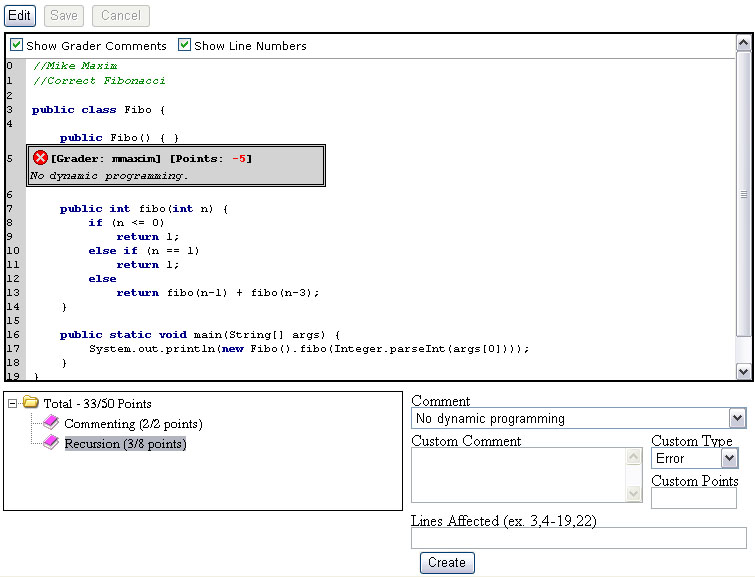 Edit Save Cancel
Show Grader Comments Show Line Numbers
0 //Mike Maxim
1 //Correct Fibonacci
2
3 public class Fibo {
4
public Fibo() { }
5 [Grader: mmaxim] [Points: -5]
No dynamic programming.
6
7 public int fibo(int n) {
8 if (n <= 0)
9 return 1;
10 else if (n == 1)
11 return 1;
12 else
13 return fibo(n-1) + fibo(n-3);
14 }
15
16 public static void main(String[] args) {
17 System.out.println(new Fibo().fibo(Integer.parseInt(args[0])));
18 }
19 }
Total - 33/50 Points
Commenting (2/2 points)
Recursion (3/8 points)
Comment
No dynamic programming
Custom Comment
Custom Type
Error
Custom Points
Lines Affected (ex. 3,4-19,22)
Create